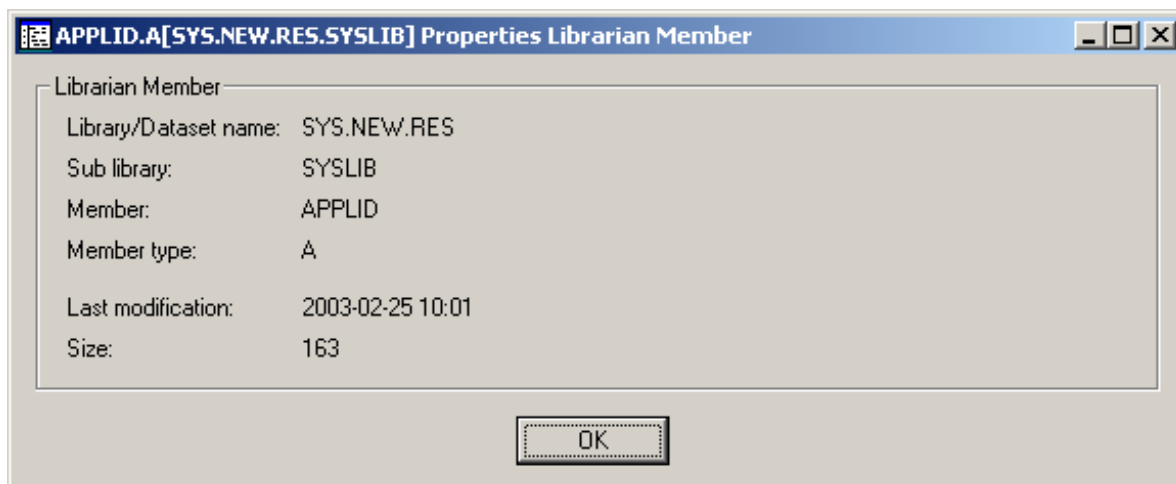 APPLID.A[SYS.NEW.RES.SYSLIB] Properties Librarian Member
Librarian Member
Library/Dataset name: SYS.NEW.RES
Sub library: SYSLIB
Member: APPLID
Member type: A
Last modification: 2003-02-25 10:01
Size: 163
OK